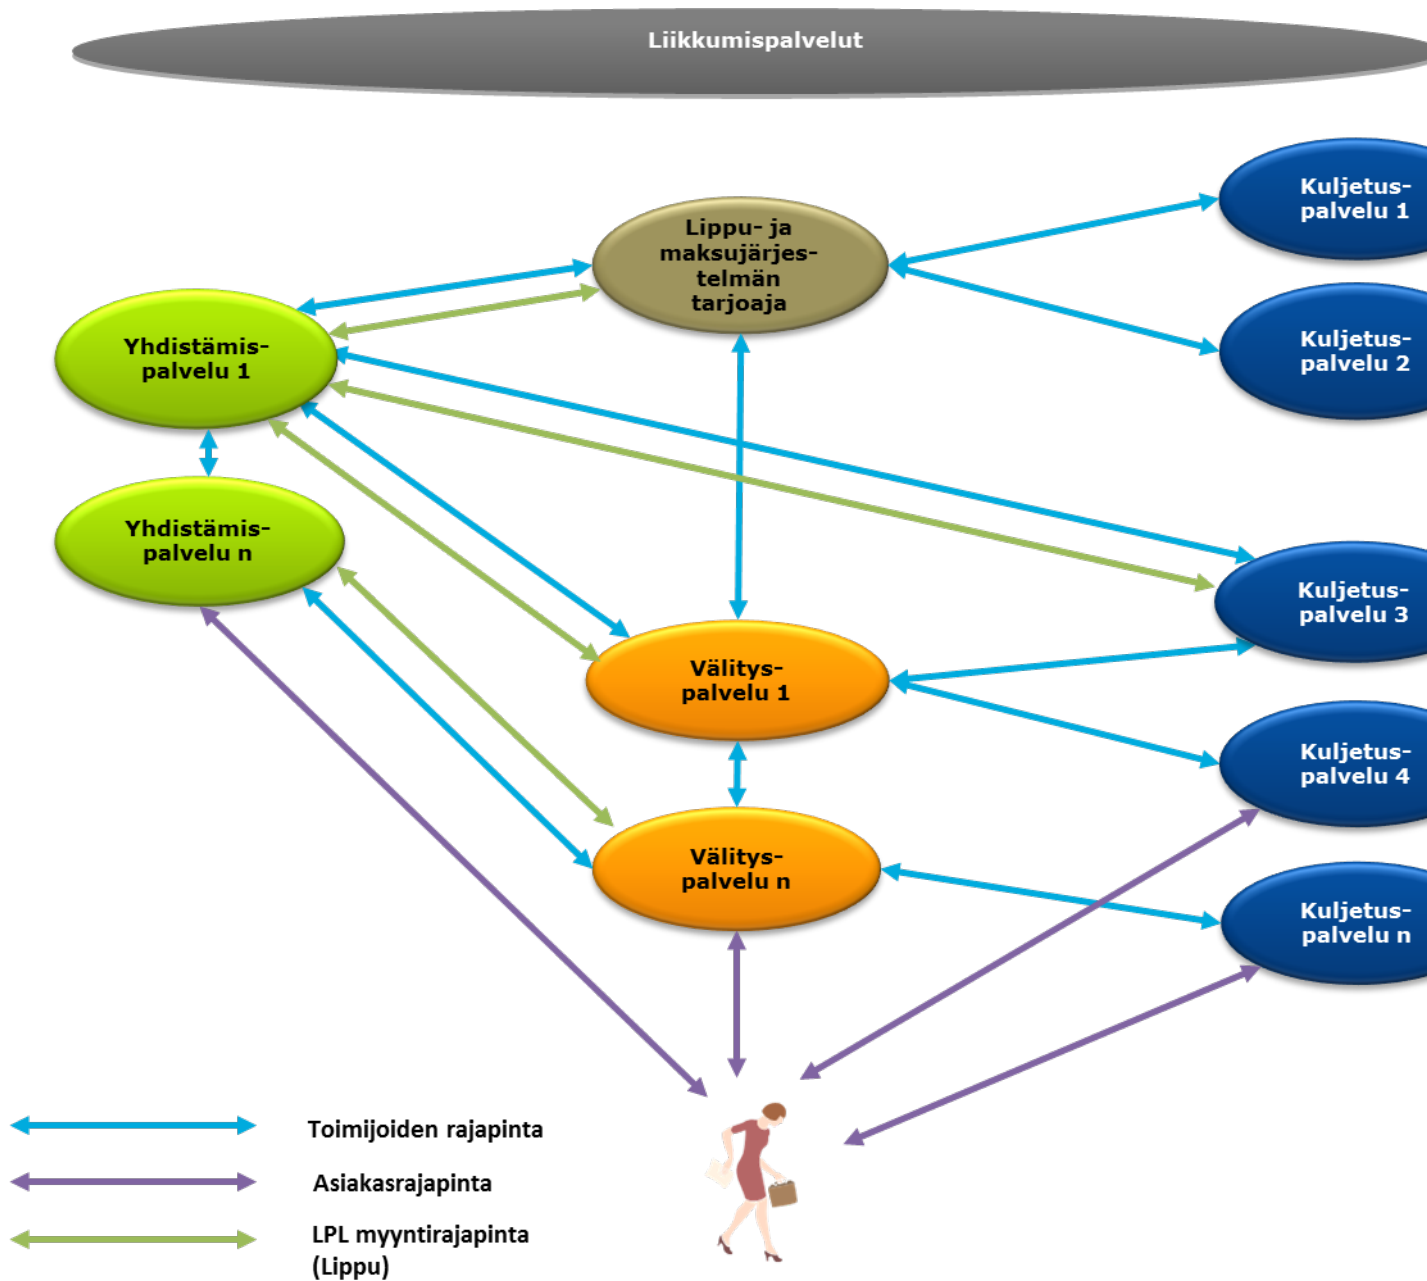 Liikkumispalvelut
Kuljetus-
palvelu 1
Lippu- ja
maksujärjes-
telmän
tarjoaja
Kuljetus-
palvelu 2
Yhdistämis-
palvelu 1
Yhdistämis-
palvelu n
Kuljetus-
palvelu 3
Välitys-
palvelu 1
Kuljetus-
palvelu 4
Välitys-
palvelu n
Kuljetus-
palvelu n
Toimijoiden rajapinta
Asiakasrajapinta
LPL myyntirajapinta
(Lippu)